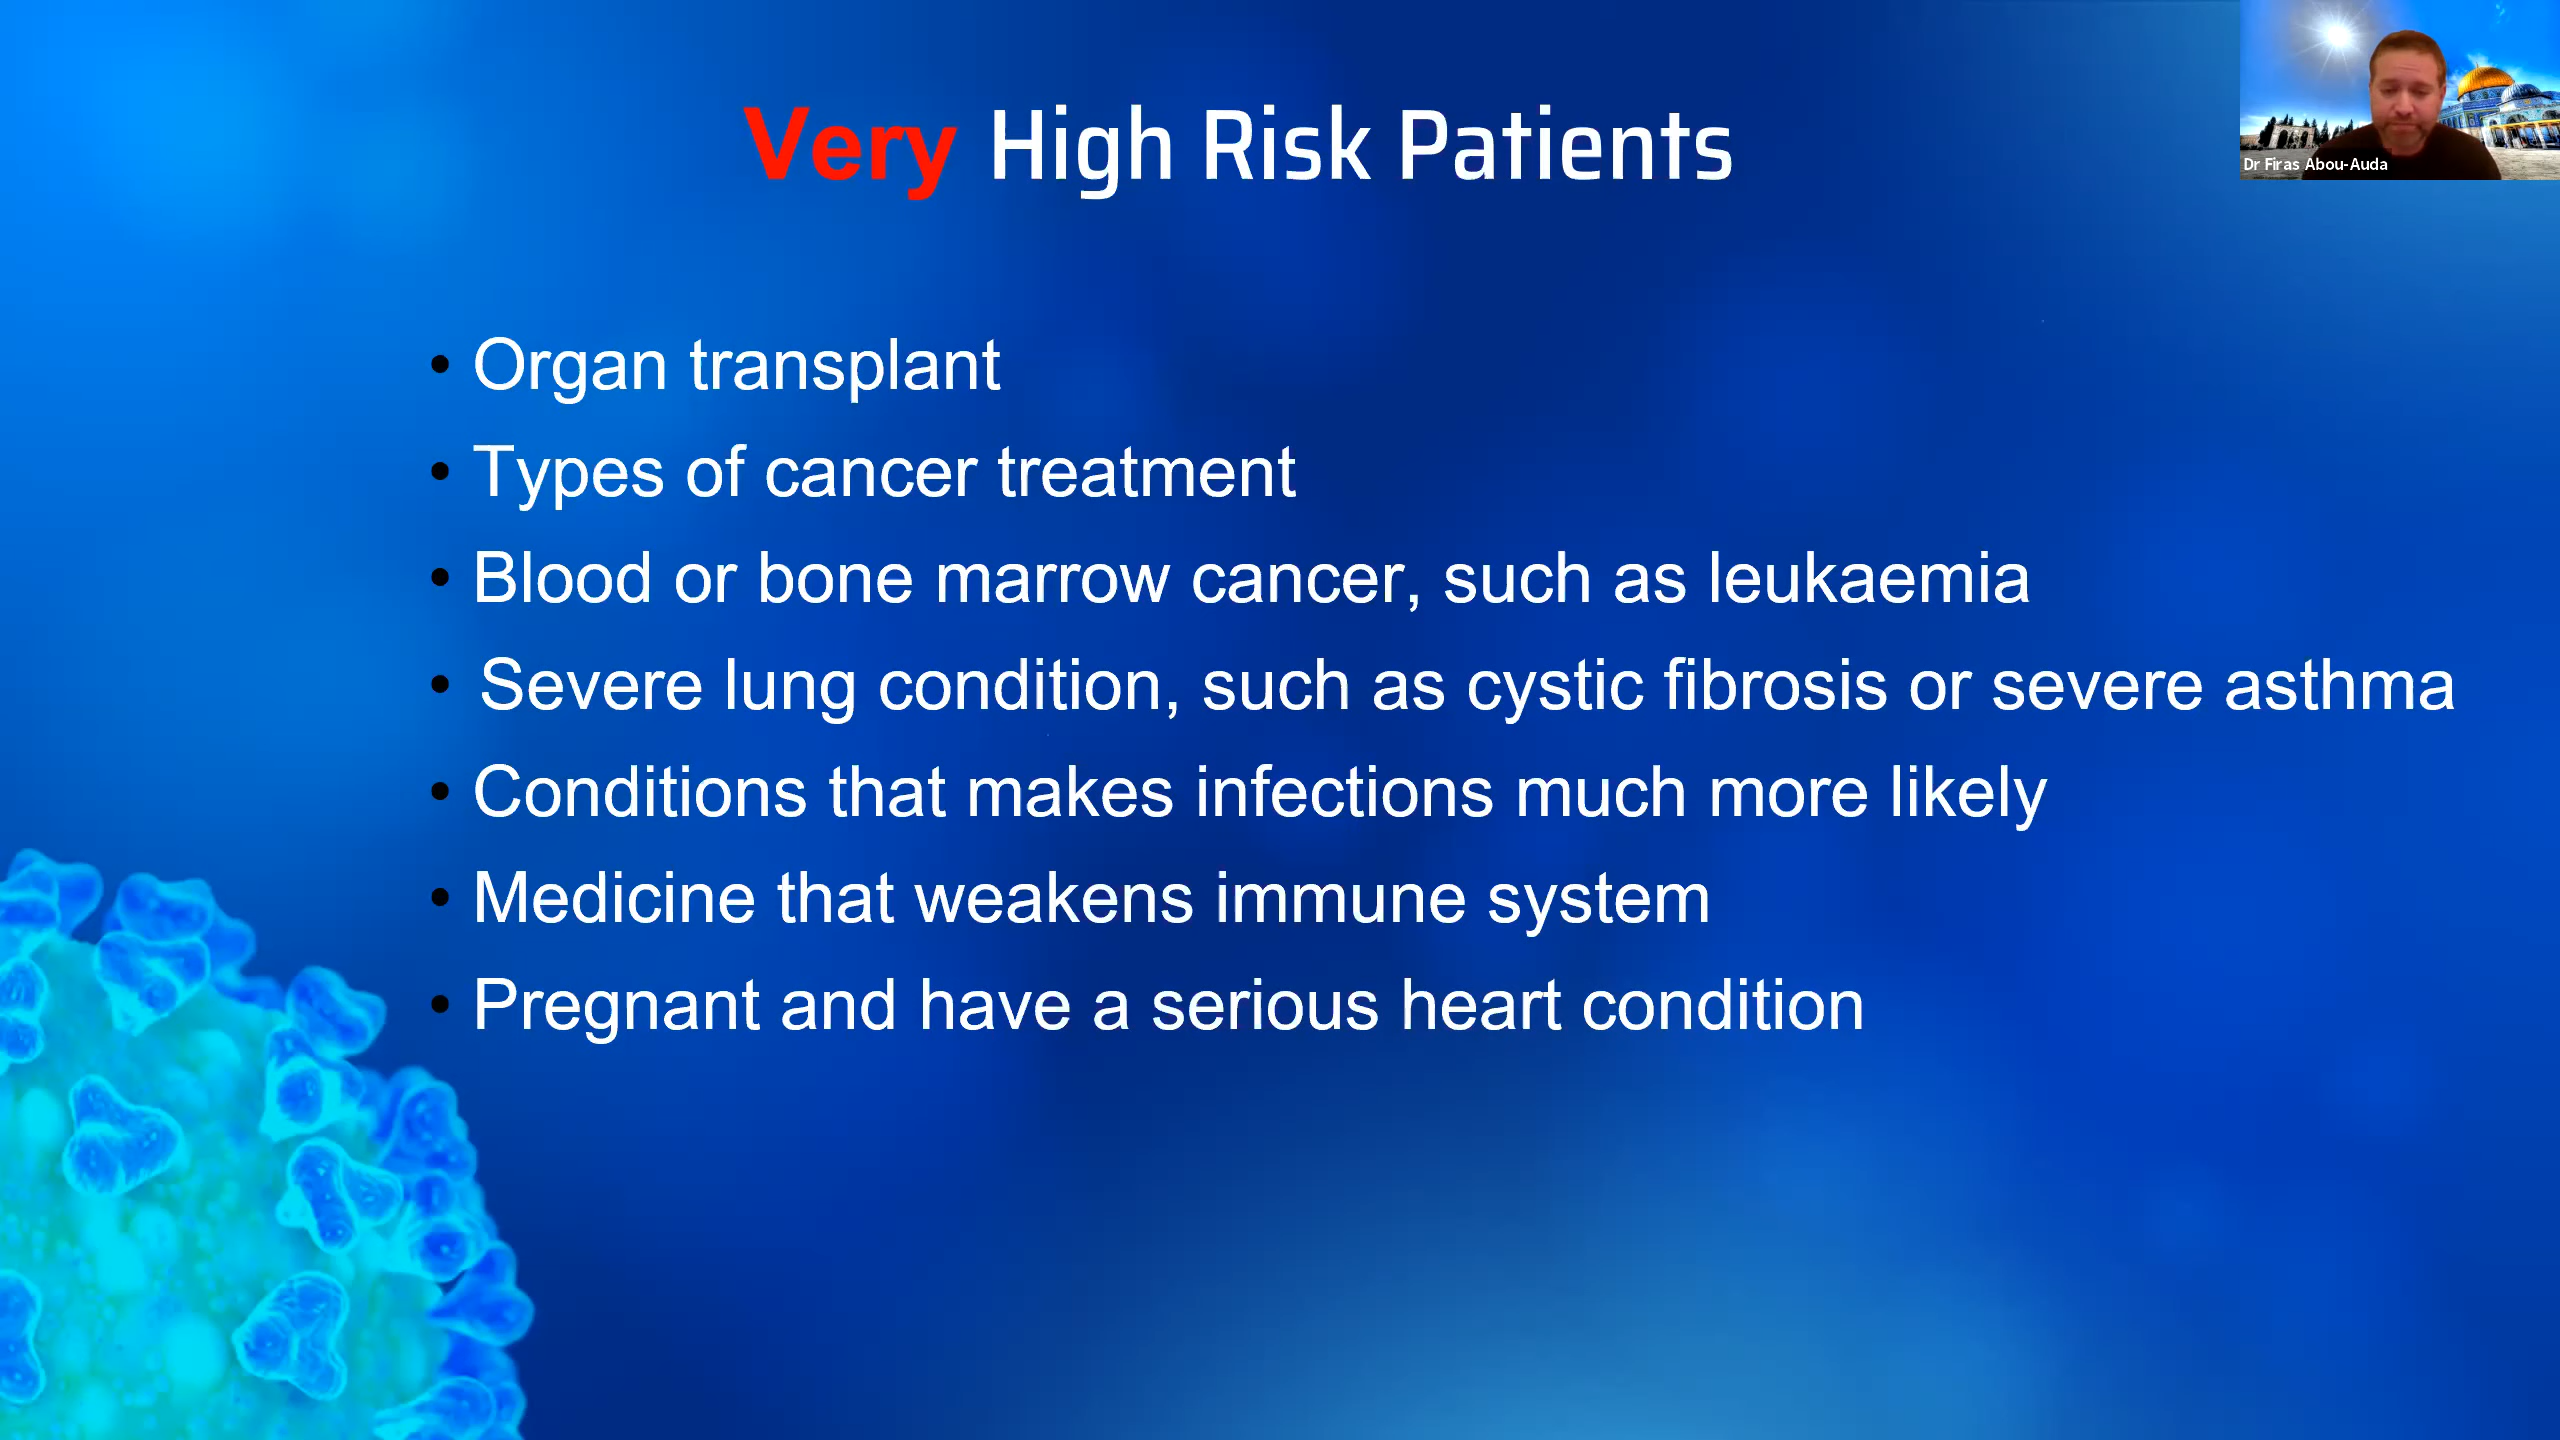 Very High Risk Patients
Dr Firas Abou-Auda
• Organ transplant
• Types of cancer treatment
• Blood or bone marrow cancer, such as leukaemia
• Severe lung condition, such as cystic fibrosis or severe asthma
• Conditions that makes infections much more likely
• Medicine that weakens immune system
• Pregnant and have a serious heart condition